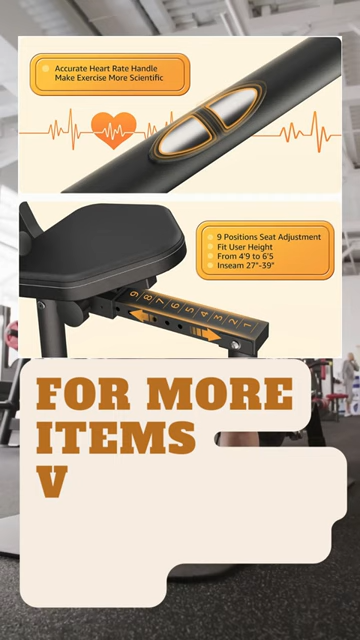 Accurate Heart Rate Handle
Make Exercise More Scientific
9 Positions Seat Adjustment
Fit User Height
From 4'9 to 6'5
Inseam 27"-39"
9 8 7 6 5 4 3 2 1
FOR MORE
ITEMS
V